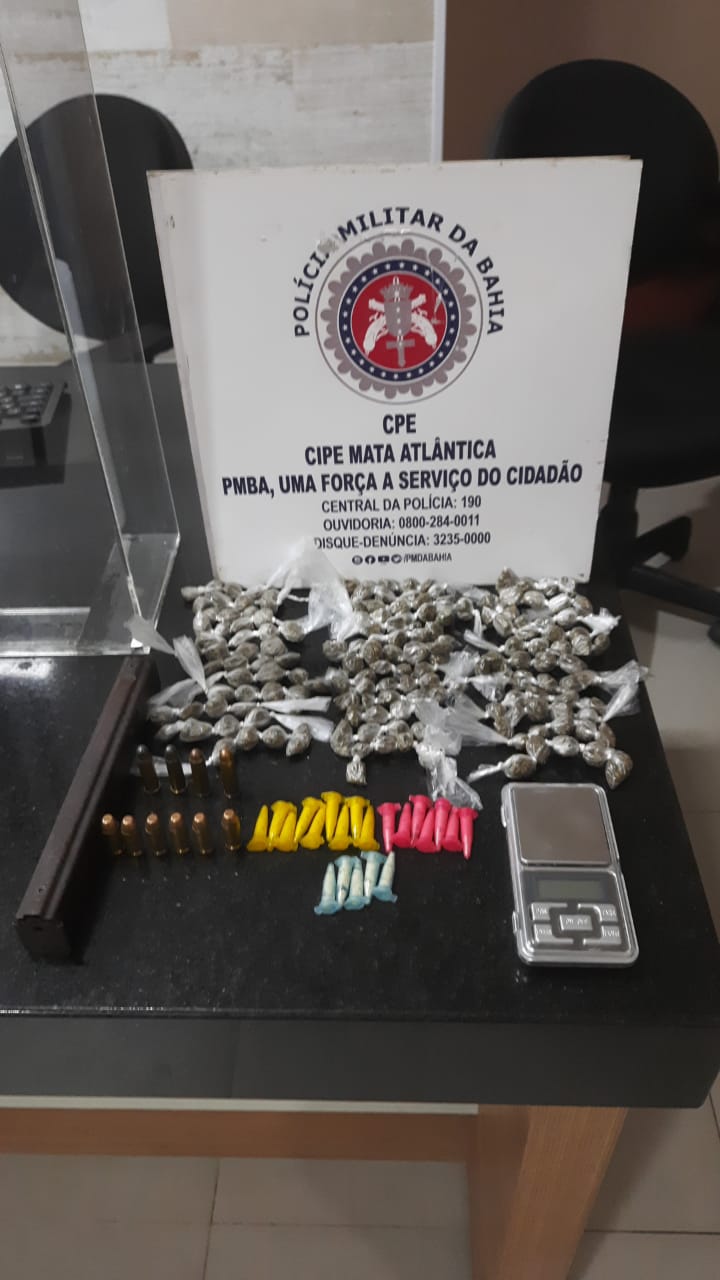 POLÍCIA MILITAR DA BAHIA
CPE
CIPE MATA ATLÂNTICA
PMBA, UMA FORÇA A SERVIÇO DO CIDADÃO
CENTRAL DA POLÍCIA: 190
OUVIDORIA: 0800-284-0011
DISQUE-DENÚNCIA: 3235-0000
/PMDABAHIA